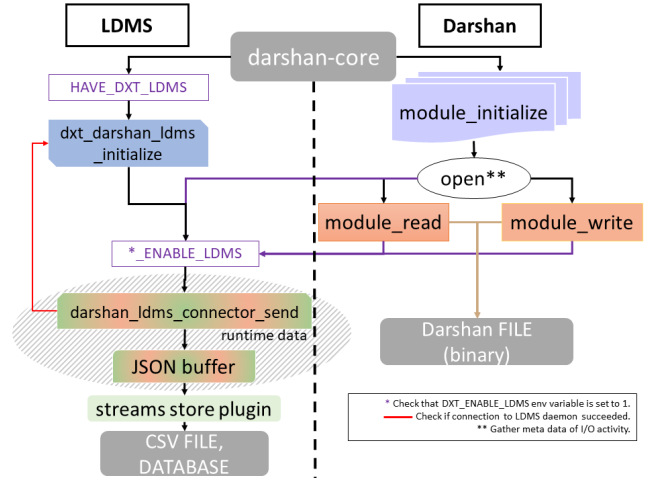 LDMS
Darshan
darshan-core
HAVE_DXT_LDMS
module_initialize
dxt_darshan_ldms
_initialize
open**
module_read
module_write
*_ENABLE_LDMS
darshan_ldms_connector_send
runtime data
Darshan FILE
(binary)
JSON buffer
streams store plugin
CSV FILE,
DATABASE
* Check that DXT_ENABLE_LDMS env variable is set to 1.
Check if connection to LDMS daemon succeeded.
** Gather meta data of I/O activity.